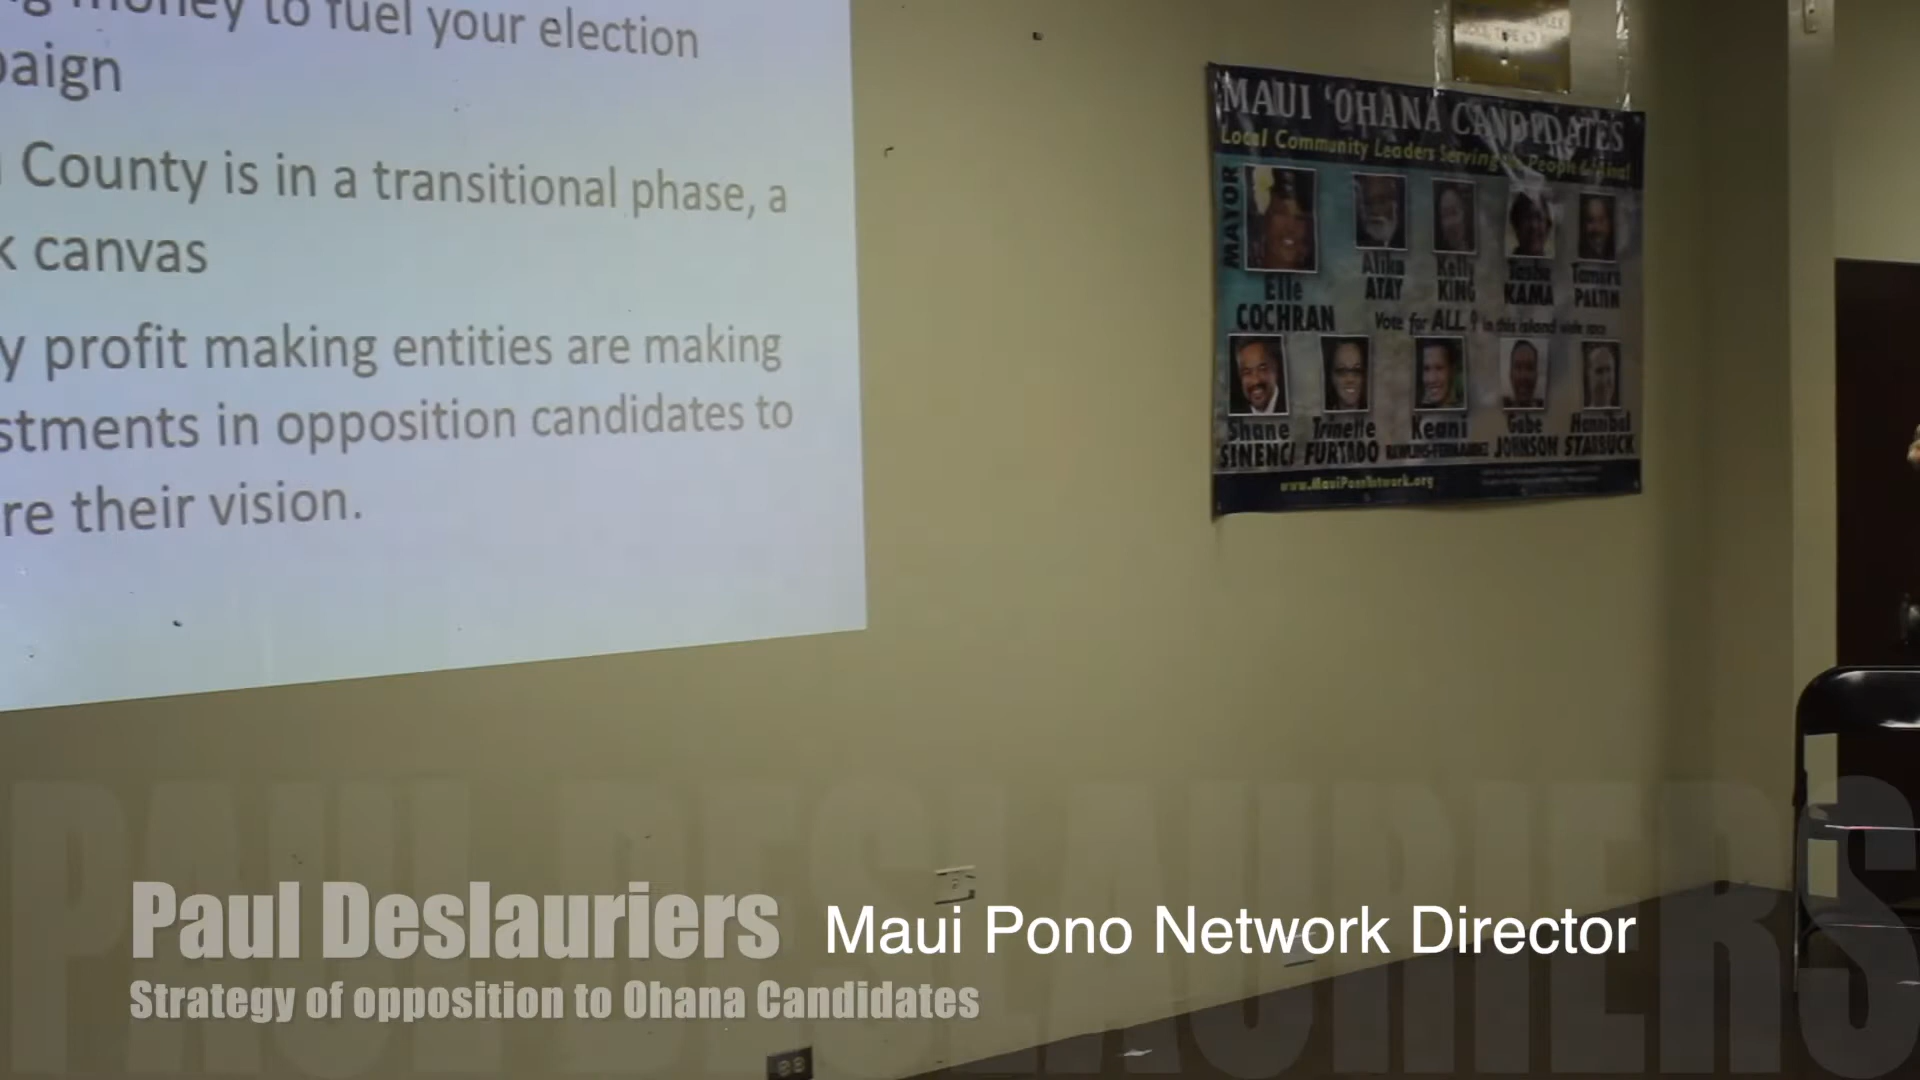 money to fuel your election
paign
County is in a transitional phase, a
k canvas
y profit making entities are making
stments in opposition candidates to
re their vision.
MAUI ‘OHANA CANDIDATES
Local Community Leaders Serving People
MAYOR
Elle COCHRAN
Alika ATAY
Kelly KING
Tasha KAMA
Tamara PALTIN
Vote for ALL 9 in this island wide race
Shane SINENCI
Trinette FURTADO
Keani RAWLINS-FERNANDEZ
Gabe JOHNSON
Hannibal STARBUCK
www.MauiPonoNetwork.org
PAUL DESLAURIERS
Paul Deslauriers Maui Pono Network Director
Strategy of opposition to Ohana Candidates